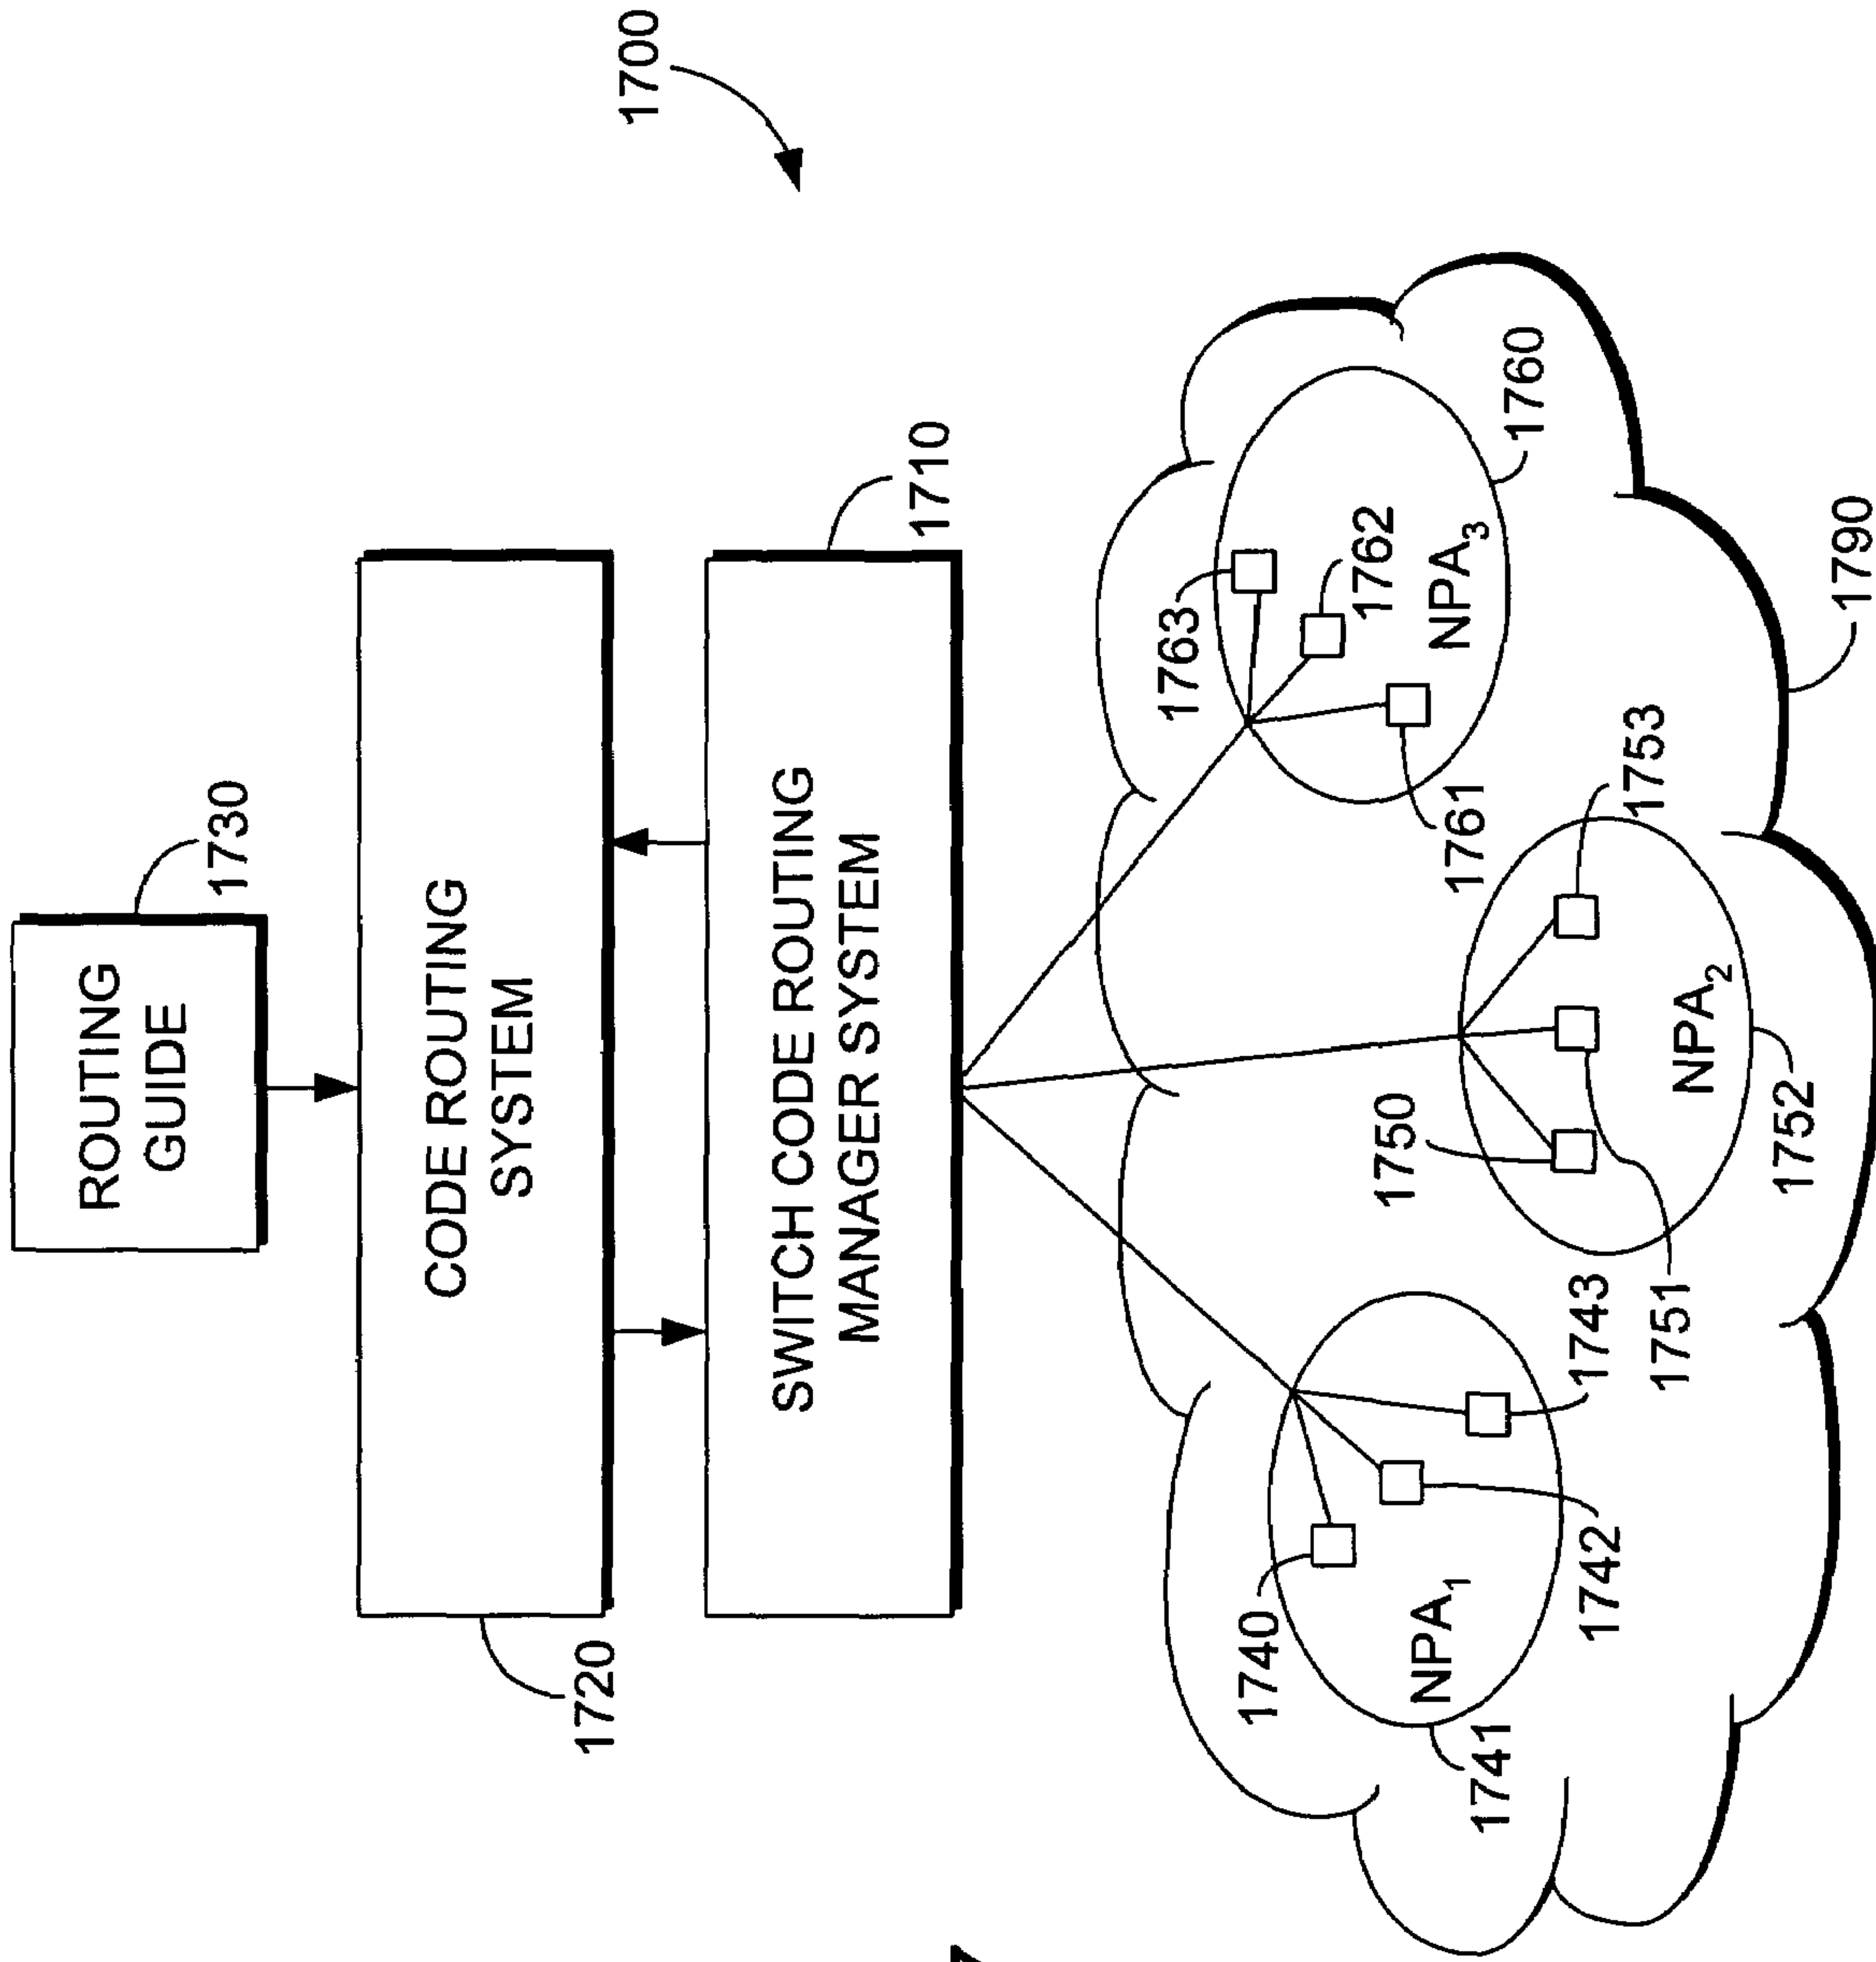 ROUTING
GUIDE
1730
CODE ROUTING
SYSTEM
1720
1700
SWITCH CODE ROUTING
MANAGER SYSTEM
1710
1740
NPA1
1741
1742
1743
1750
1751
NPA2
1752
1753
1763
1762
NPA3
1761
1760
1790